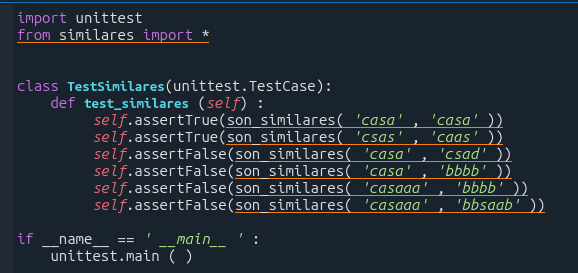 import unittest
from similares import *
class TestSimilares(unittest.TestCase):
def test_similares (self) :
self.assertTrue(son_similares( 'casa' , 'casa' ))
self.assertTrue(son_similares( 'csas' , 'caas' ))
self.assertFalse(son_similares( 'casa' , 'csad' ))
self.assertFalse(son_similares( 'casa' , 'bbbb' ))
self.assertFalse(son_similares( 'casaaa' , 'bbbb' ))
self.assertFalse(son_similares( 'casaaa' , 'bbsaab' ))
if __name__ == ' __main__ ' :
unittest.main ( )